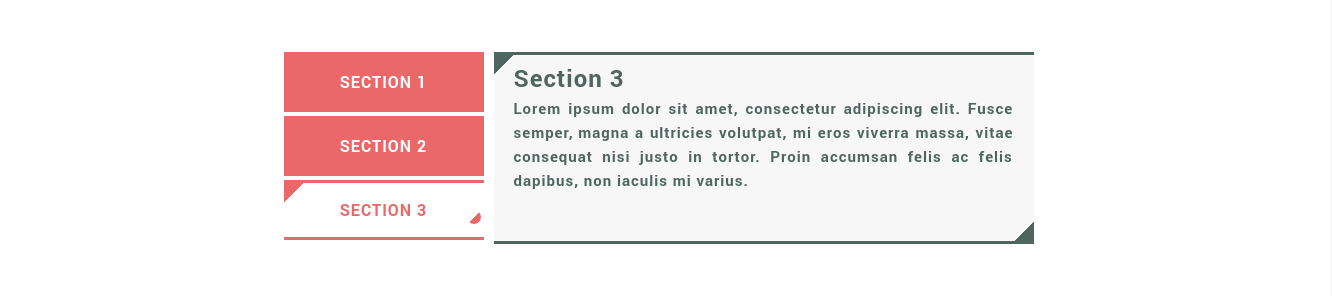 SECTION 1
SECTION 2
SECTION 3
Section 3
Lorem ipsum dolor sit amet, consectetur adipiscing elit. Fusce
semper, magna a ultricies volutpat, mi eros viverra massa, vitae
consequat nisi justo in tortor. Proin accumsan felis ac felis
dapibus, non iaculis mi varius.